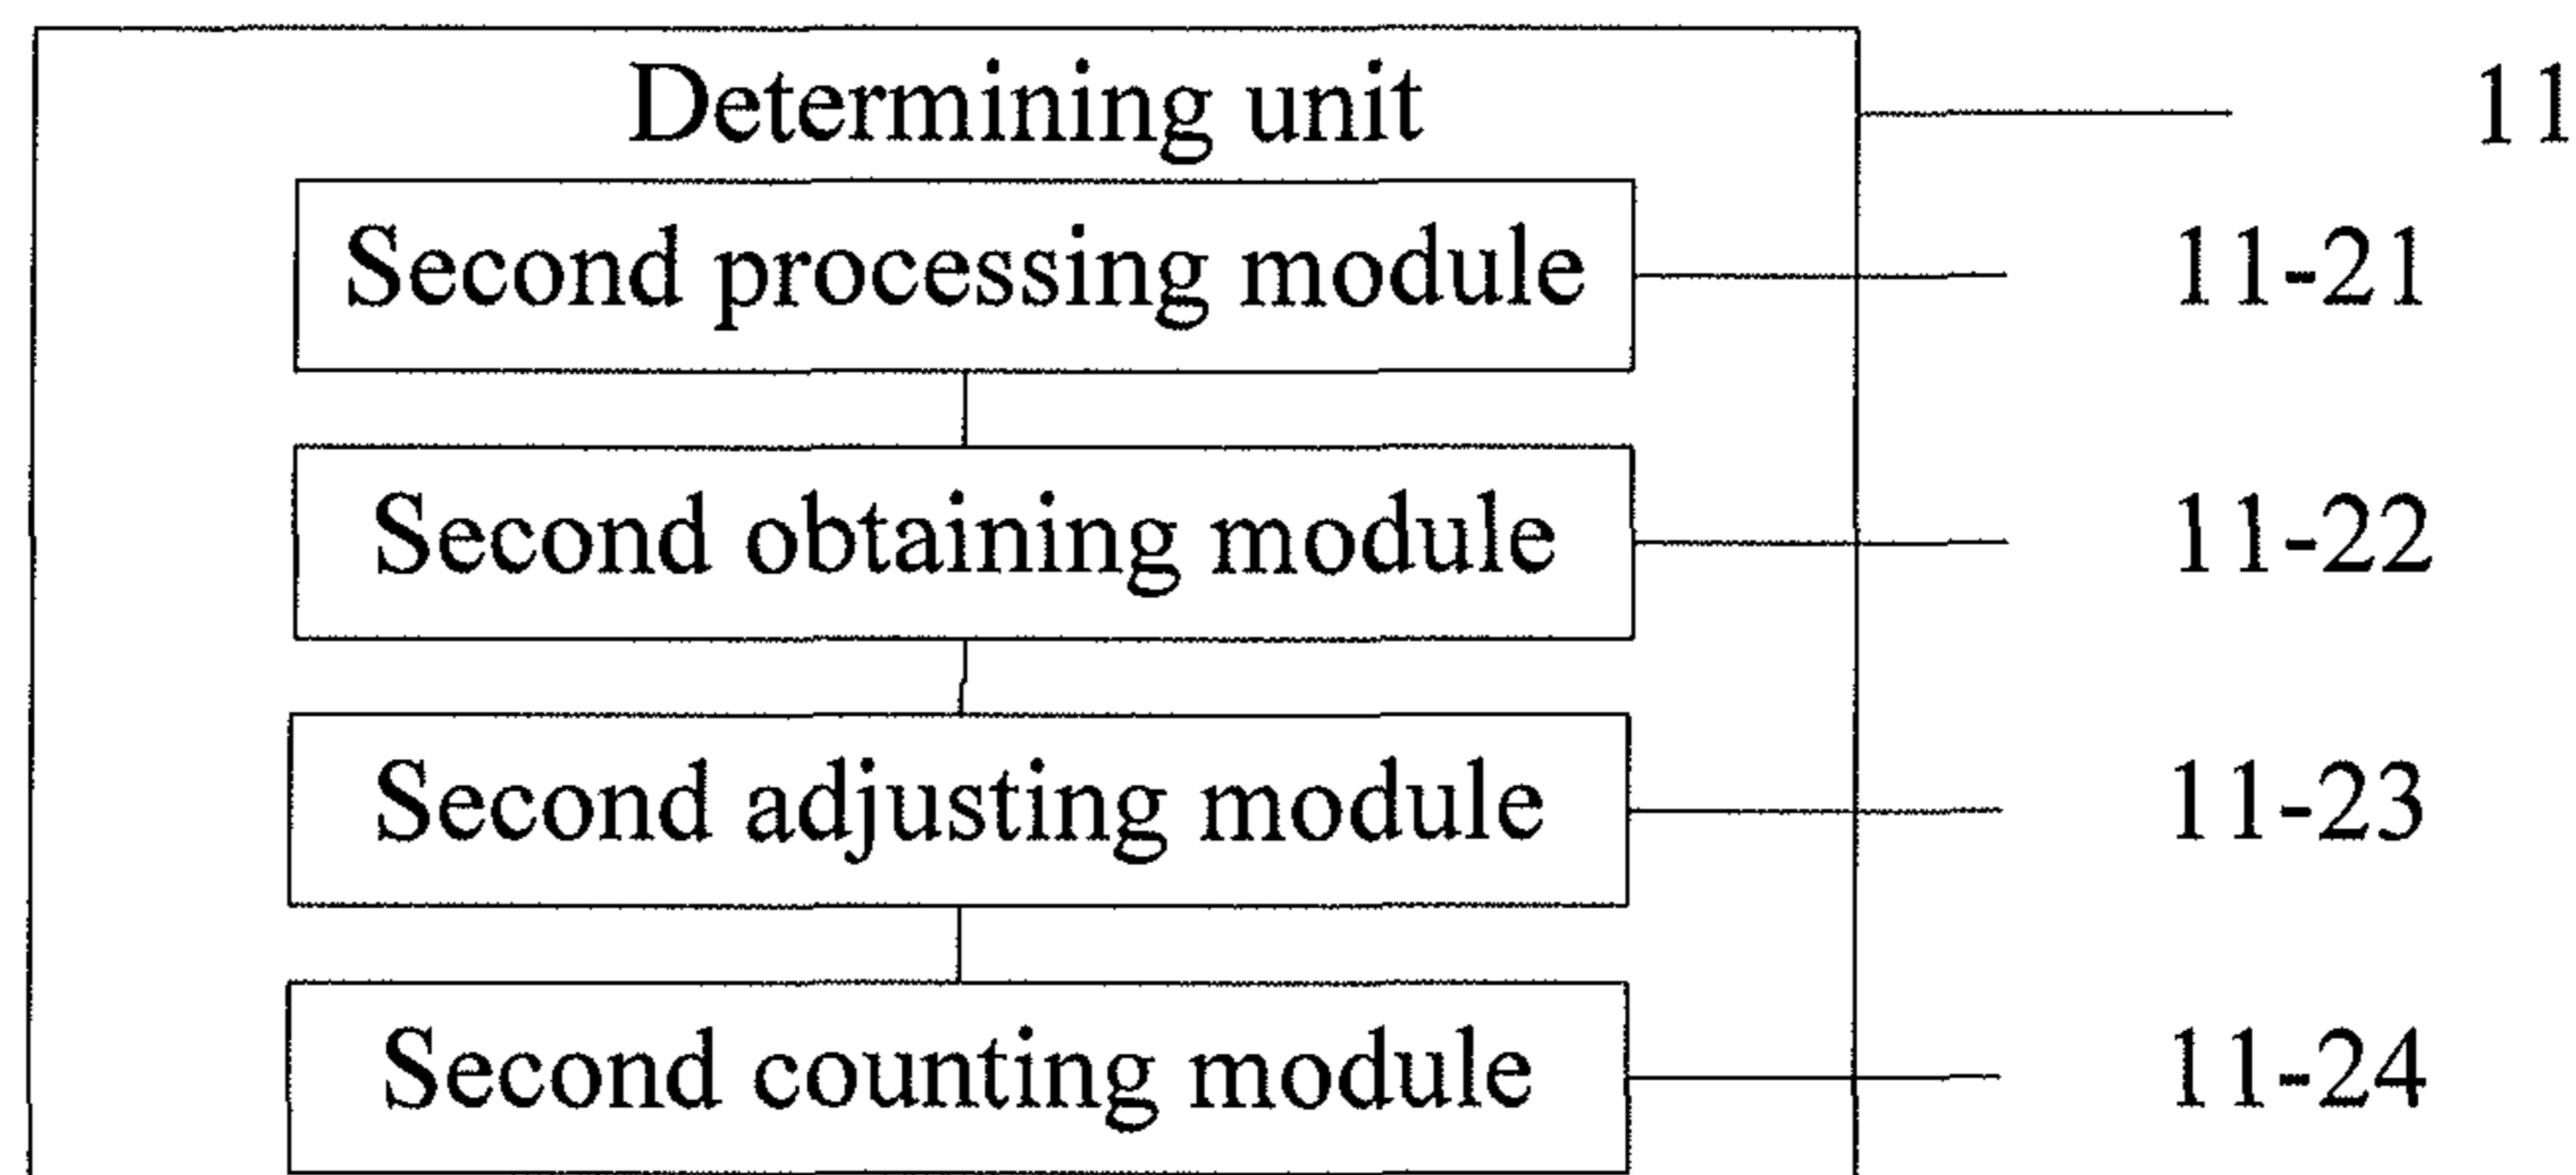 Determining unit 11
Second processing module 11-21
Second obtaining module 11-22
Second adjusting module 11-23
Second counting module 11-24